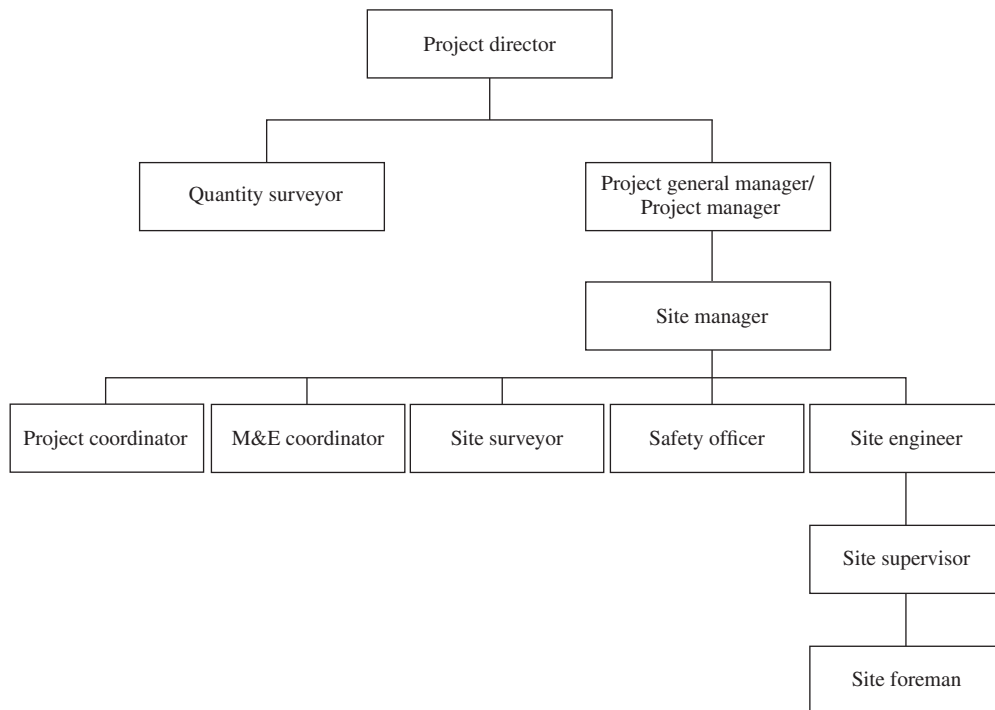 Project director
Quantity surveyor
Project general manager/
Project manager
Site manager
Project coordinator
M&E coordinator
Site surveyor
Safety officer
Site engineer
Site supervisor
Site foreman